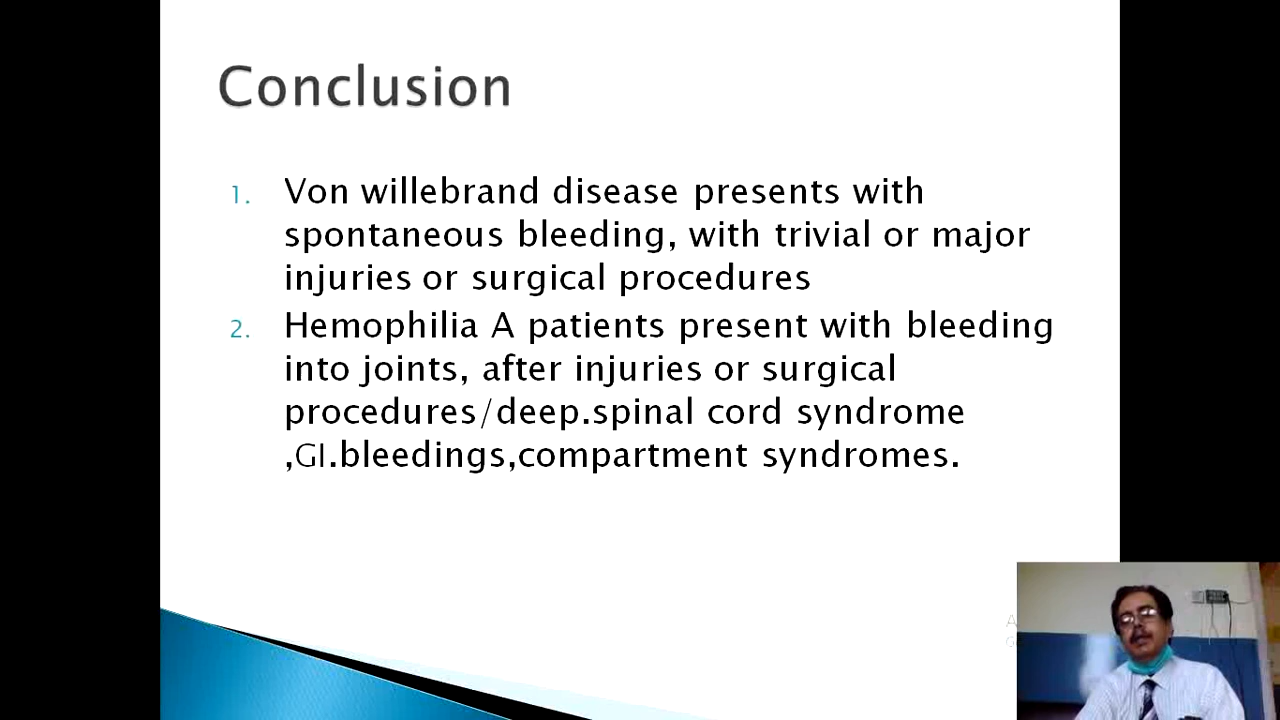 Conclusion
1. Von willebrand disease presents with
spontaneous bleeding, with trivial or major
injuries or surgical procedures
2. Hemophilia A patients present with bleeding
into joints, after injuries or surgical
procedures/deep.spinal cord syndrome
,GI.bleedings,compartment syndromes.